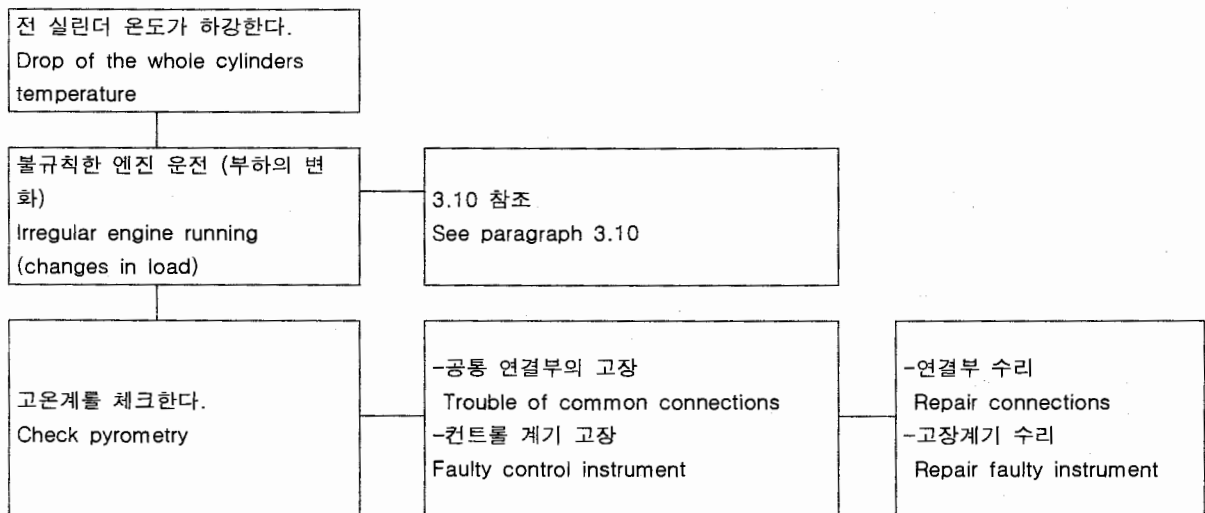 전 실린더 온도가 하강한다.
Drop of the whole cylinders
temperature
불규칙한 엔진 운전 (부하의 변
화)
Irregular engine running
(changes in load)
3.10 참조
See paragraph 3.10
고온계를 체크한다.
Check pyrometry
-공통 연결부의 고장
Trouble of common connections
-컨트롤 계기 고장
Faulty control instrument
-연결부 수리
Repair connections
-고장계기 수리
Repair faulty instrument